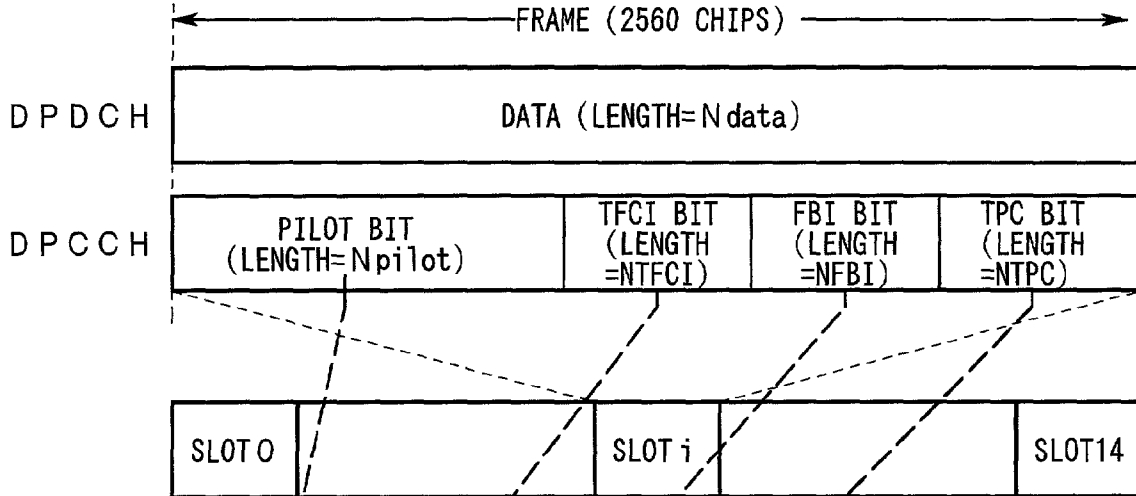 FRAME (2560 CHIPS)
DPDCH
DATA (LENGTH=Ndata)
DPCCH
PILOT BIT
(LENGTH=Npilot)
TFCI BIT
(LENGTH
=NTFCI)
FBI BIT
(LENGTH
=NFBI)
TPC BIT
(LENGTH
=NTPC)
SLOT0
SLOTi
SLOT14